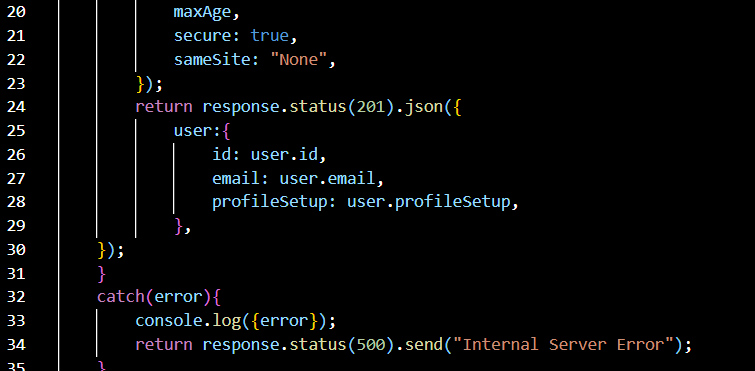 20 maxAge,
21 secure: true,
22 sameSite: "None",
23 });
24 return response.status(201).json({
25 user:{
26 id: user.id,
27 email: user.email,
28 profileSetup: user.profileSetup,
29 },
30 });
31 }
32 catch(error){
33 console.log({error});
34 return response.status(500).send("Internal Server Error");
35 }